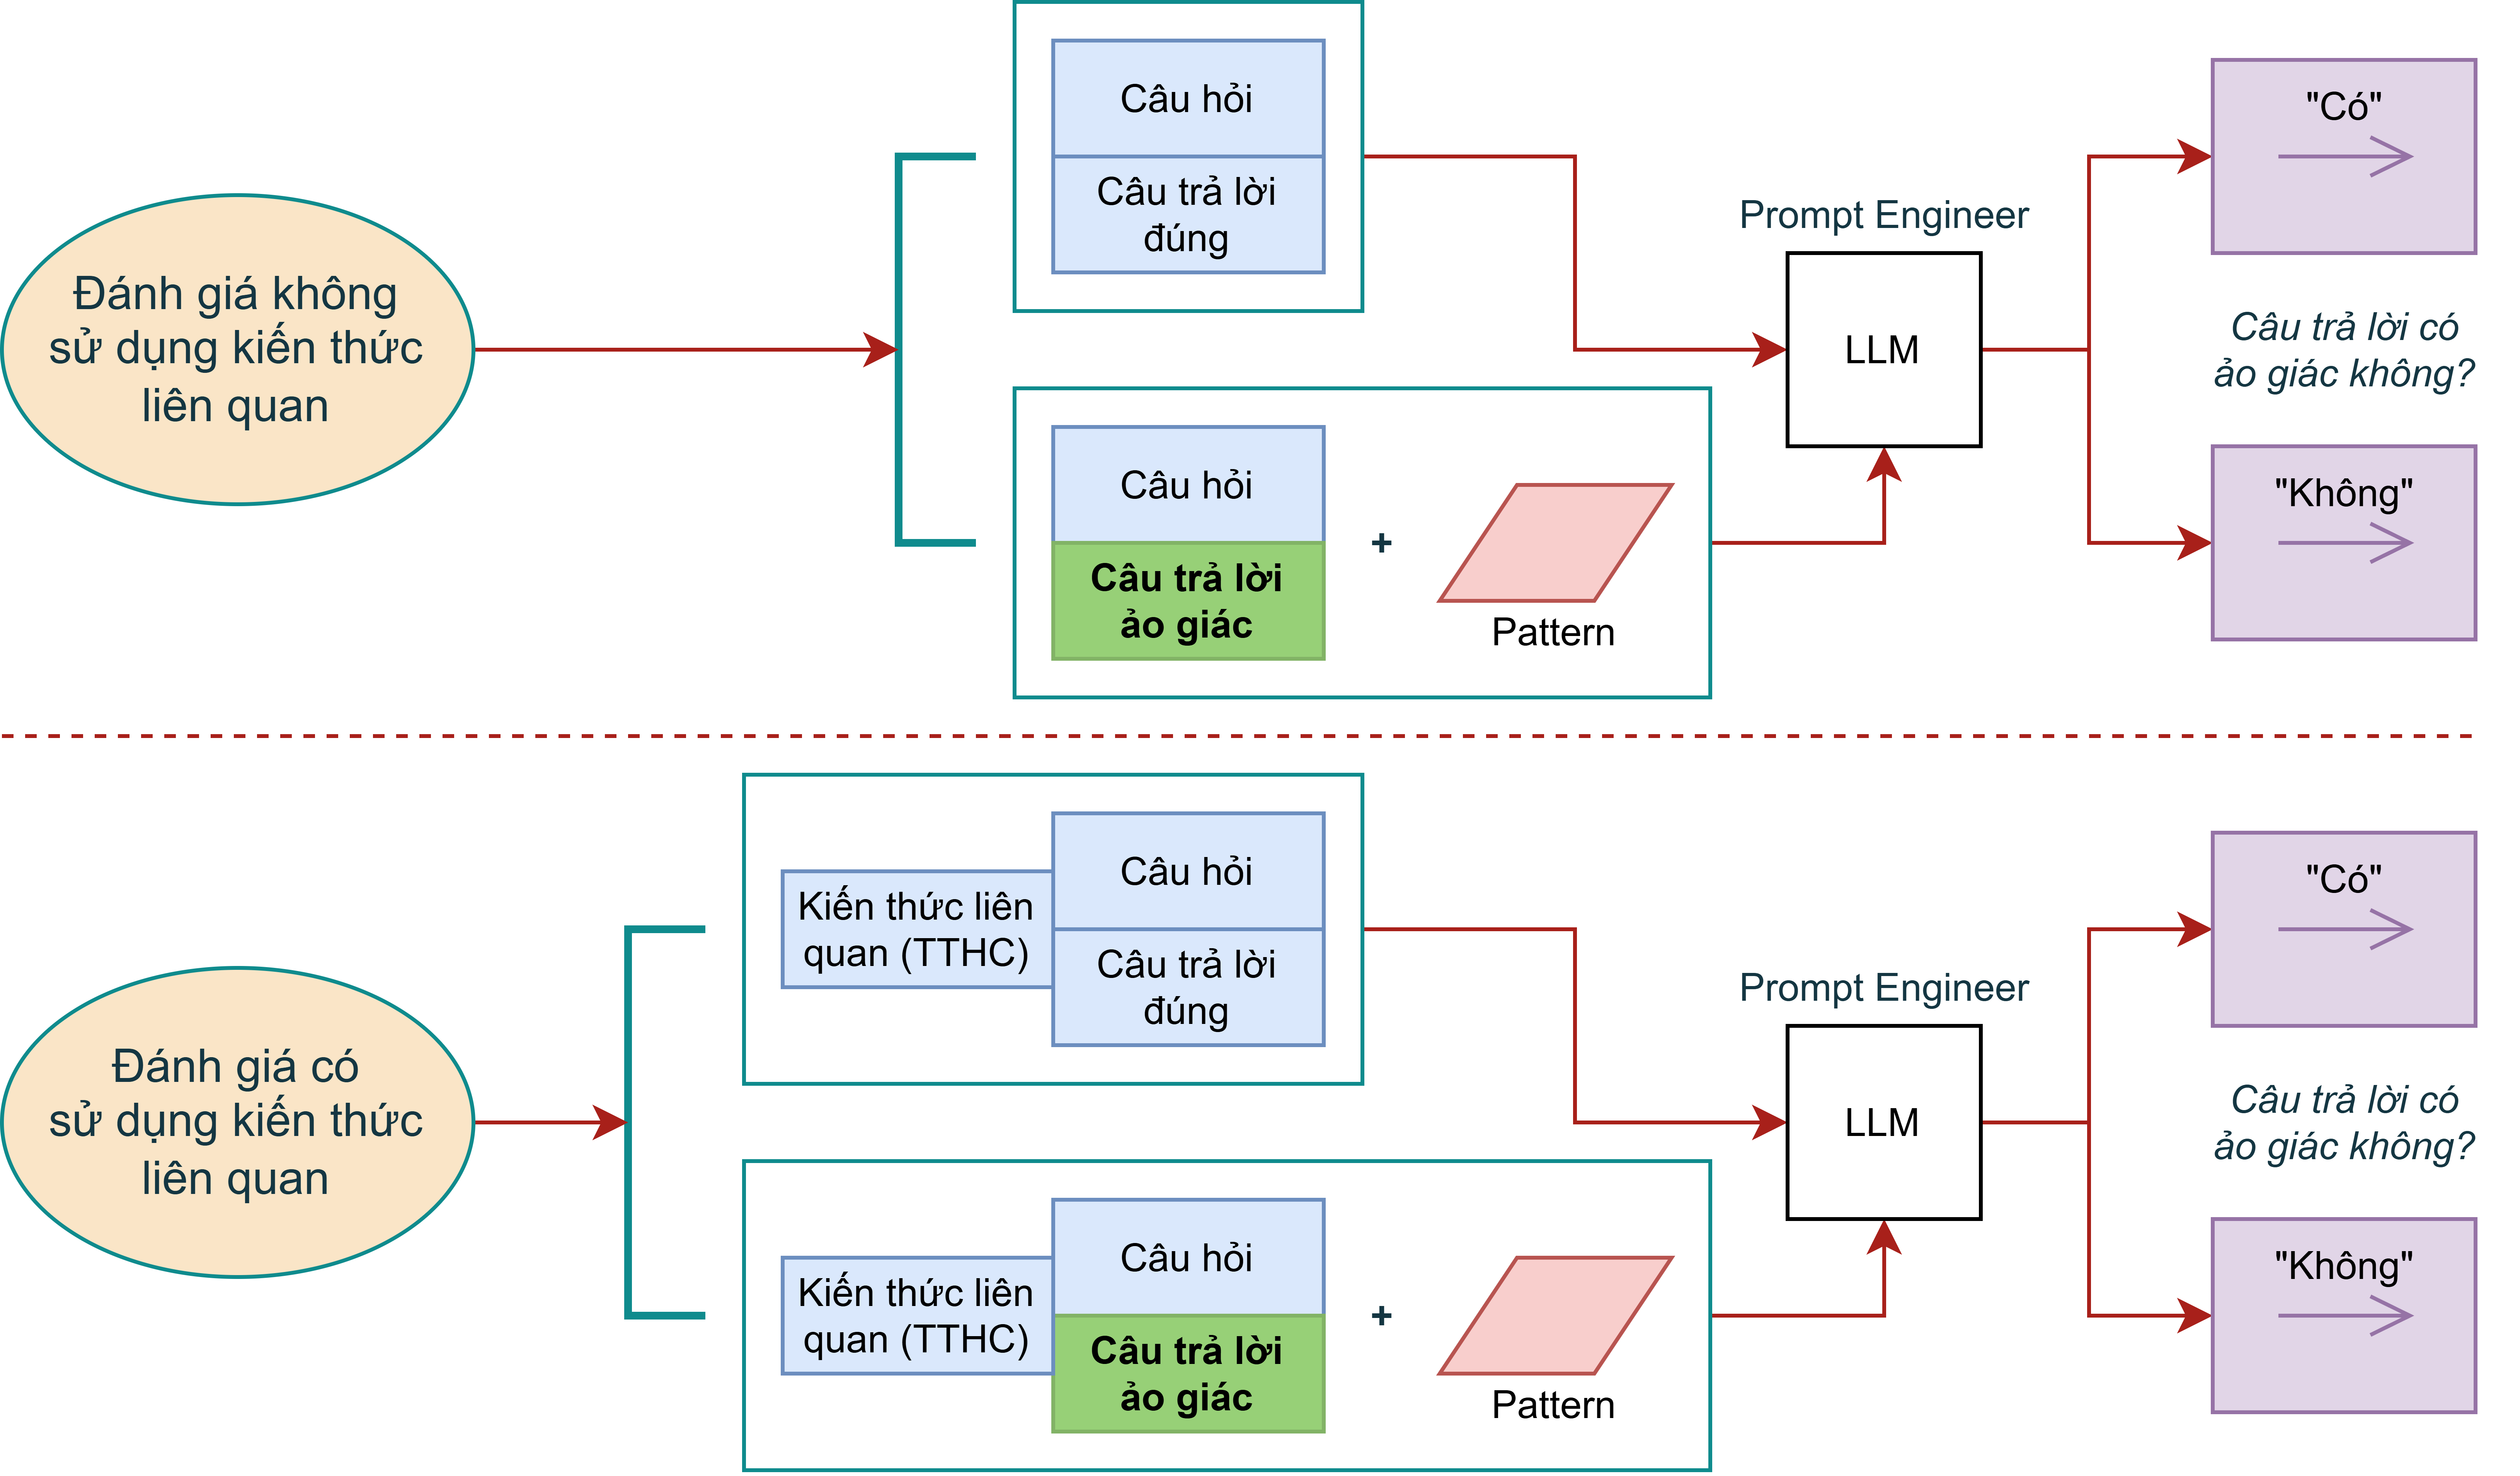 Đánh giá không
sử dụng kiến thức
liên quan
Câu hỏi
Câu trả lời
đúng
Câu hỏi
Câu trả lời
ảo giác
+
Pattern
Prompt Engineer
LLM
"Có"
Câu trả lời có
ảo giác không?
"Không"
Đánh giá có
sử dụng kiến thức
liên quan
Kiến thức liên
quan (TTHC)
Câu hỏi
Câu trả lời
đúng
Kiến thức liên
quan (TTHC)
Câu hỏi
Câu trả lời
ảo giác
+
Pattern
Prompt Engineer
LLM
"Có"
Câu trả lời có
ảo giác không?
"Không"